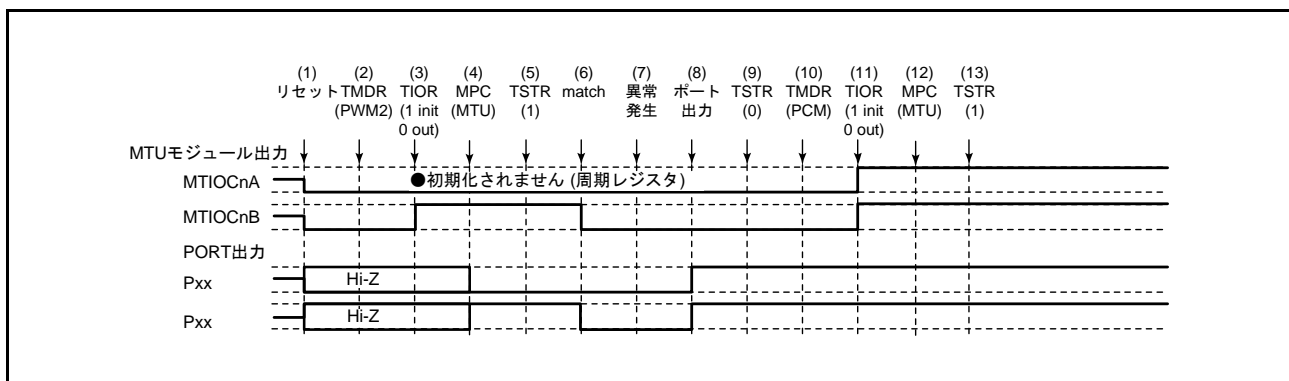 (1) (2) (3) (4) (5) (6) (7) (8) (9) (10) (11) (12) (13)
リセット TMDR TIOR MPC TSTR match 異常 ポート TSTR TMDR TIOR MPC TSTR
(PWM2) (1 init (MTU) (1) 発生 出力 (0) (PCM) (1 init (MTU) (1)
0 out) 0 out)
MTUモジュール出力
MTIOCnA ●初期化されません (周期レジスタ)
MTIOCnB
PORT出力
Pxx Hi-Z
Pxx Hi-Z